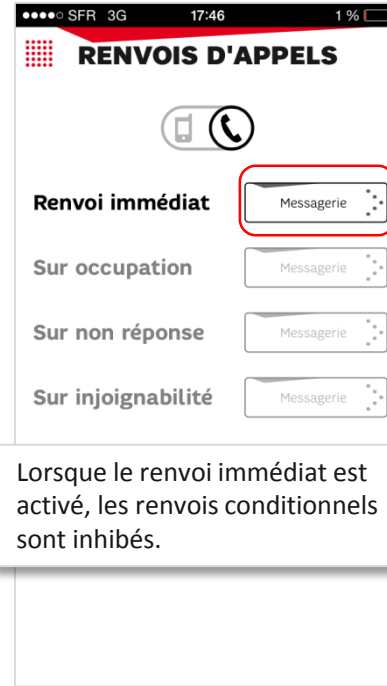 SFR 3G 17:46 1 %
RENVOIS D'APPELS
Renvoi immédiat Messagerie
Sur occupation Messagerie
Sur non réponse Messagerie
Sur injoignabilité Messagerie
Lorsque le renvoi immédiat est
activé, les renvois conditionnels
sont inhibés.